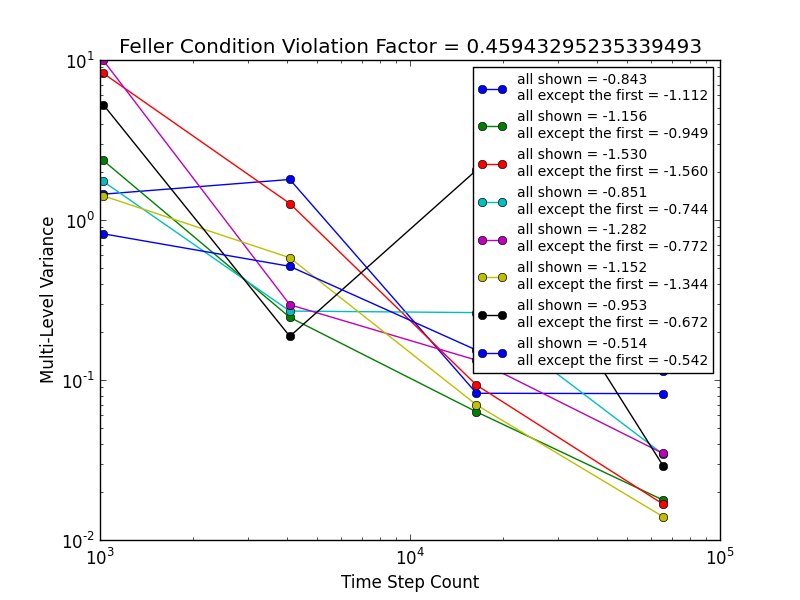 Feller Condition Violation Factor = 0.45943295235339493
all shown = -0.843
all except the first = -1.112
all shown = -1.156
all except the first = -0.949
all shown = -1.530
all except the first = -1.560
all shown = -0.851
all except the first = -0.744
all shown = -1.282
all except the first = -0.772
all shown = -1.152
all except the first = -1.344
all shown = -0.953
all except the first = -0.672
all shown = -0.514
all except the first = -0.542
Multi-Level Variance
10^1
10^0
10^-1
10^-2
10^3
10^4
10^5
Time Step Count